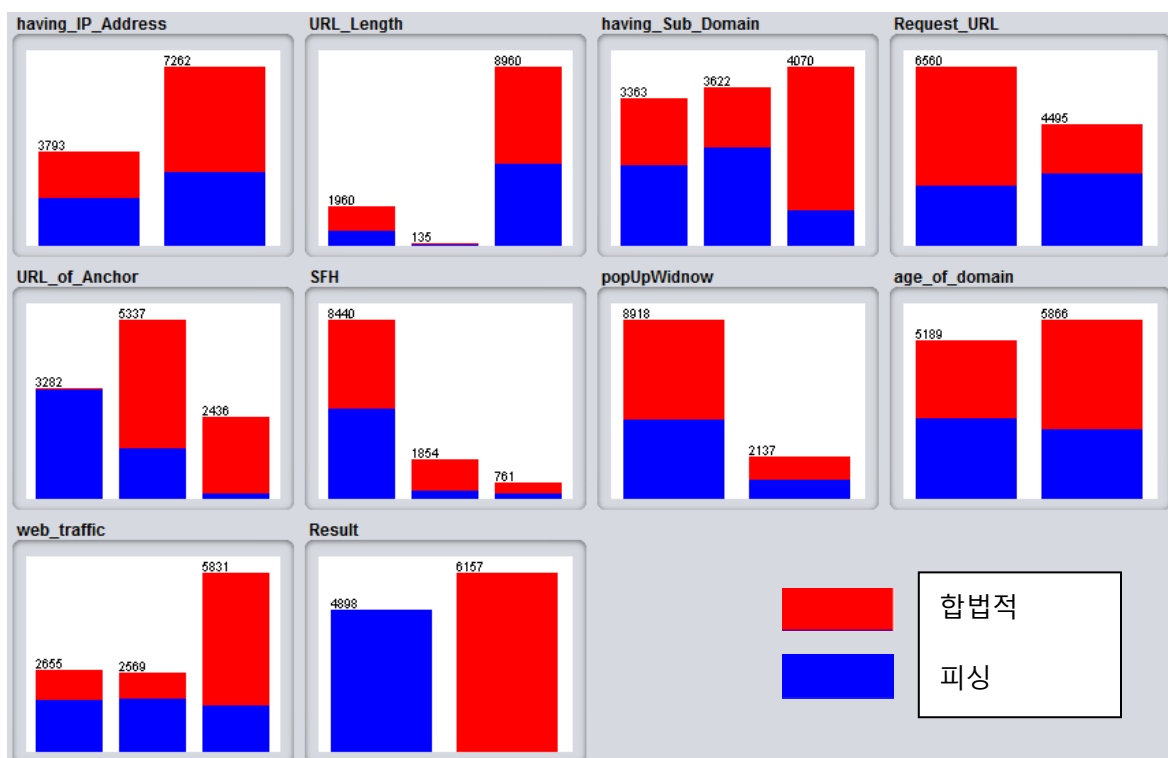 having_IP_Address
URL_Length
having_Sub_Domain
Request_URL
3793
7262
1960
135
8960
3363
3622
4070
6560
4495
URL_of_Anchor
SFH
popUpWidnow
age_of_domain
3282
5337
2436
8440
1854
761
8918
2137
5189
5866
web_traffic
Result
2655
2569
5831
4898
6157
합법적
피싱